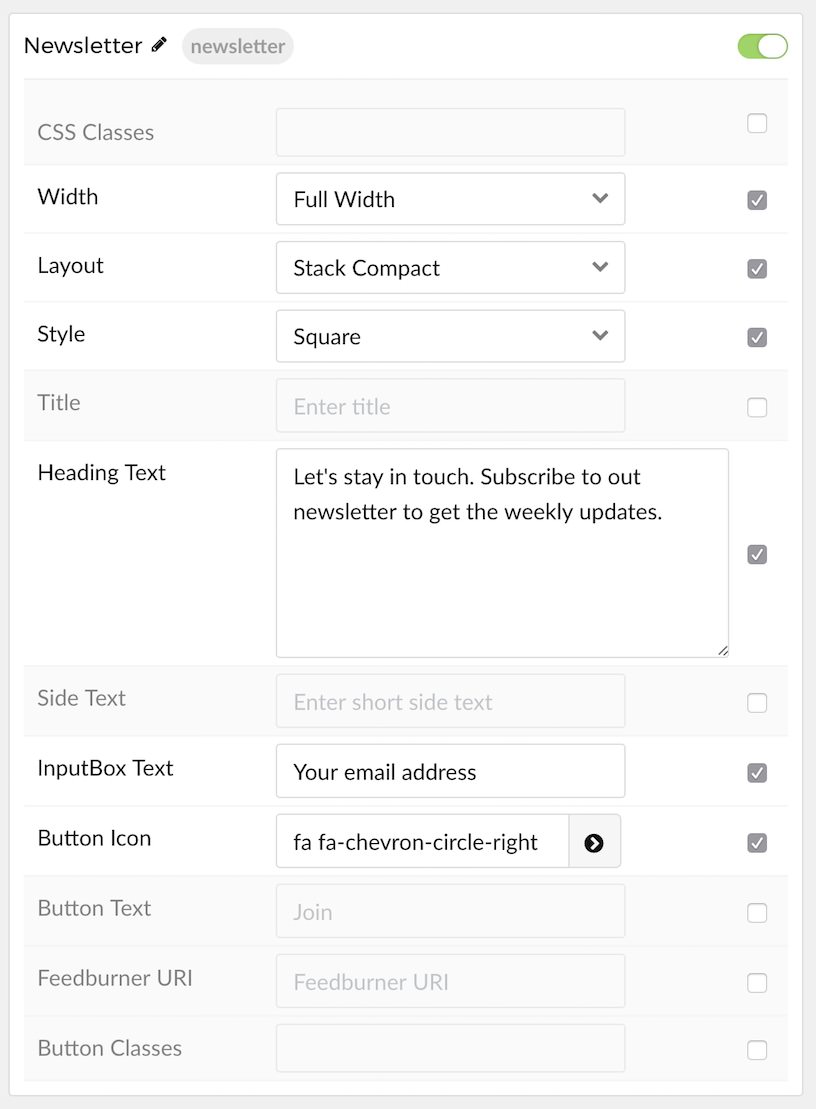 Newsletter newsletter
CSS Classes
Width Full Width
Layout Stack Compact
Style Square
Title Enter title
Heading Text Let's stay in touch. Subscribe to out
newsletter to get the weekly updates.
Side Text Enter short side text
InputBox Text Your email address
Button Icon fa fa-chevron-circle-right
Button Text Join
Feedburner URI Feedburner URI
Button Classes